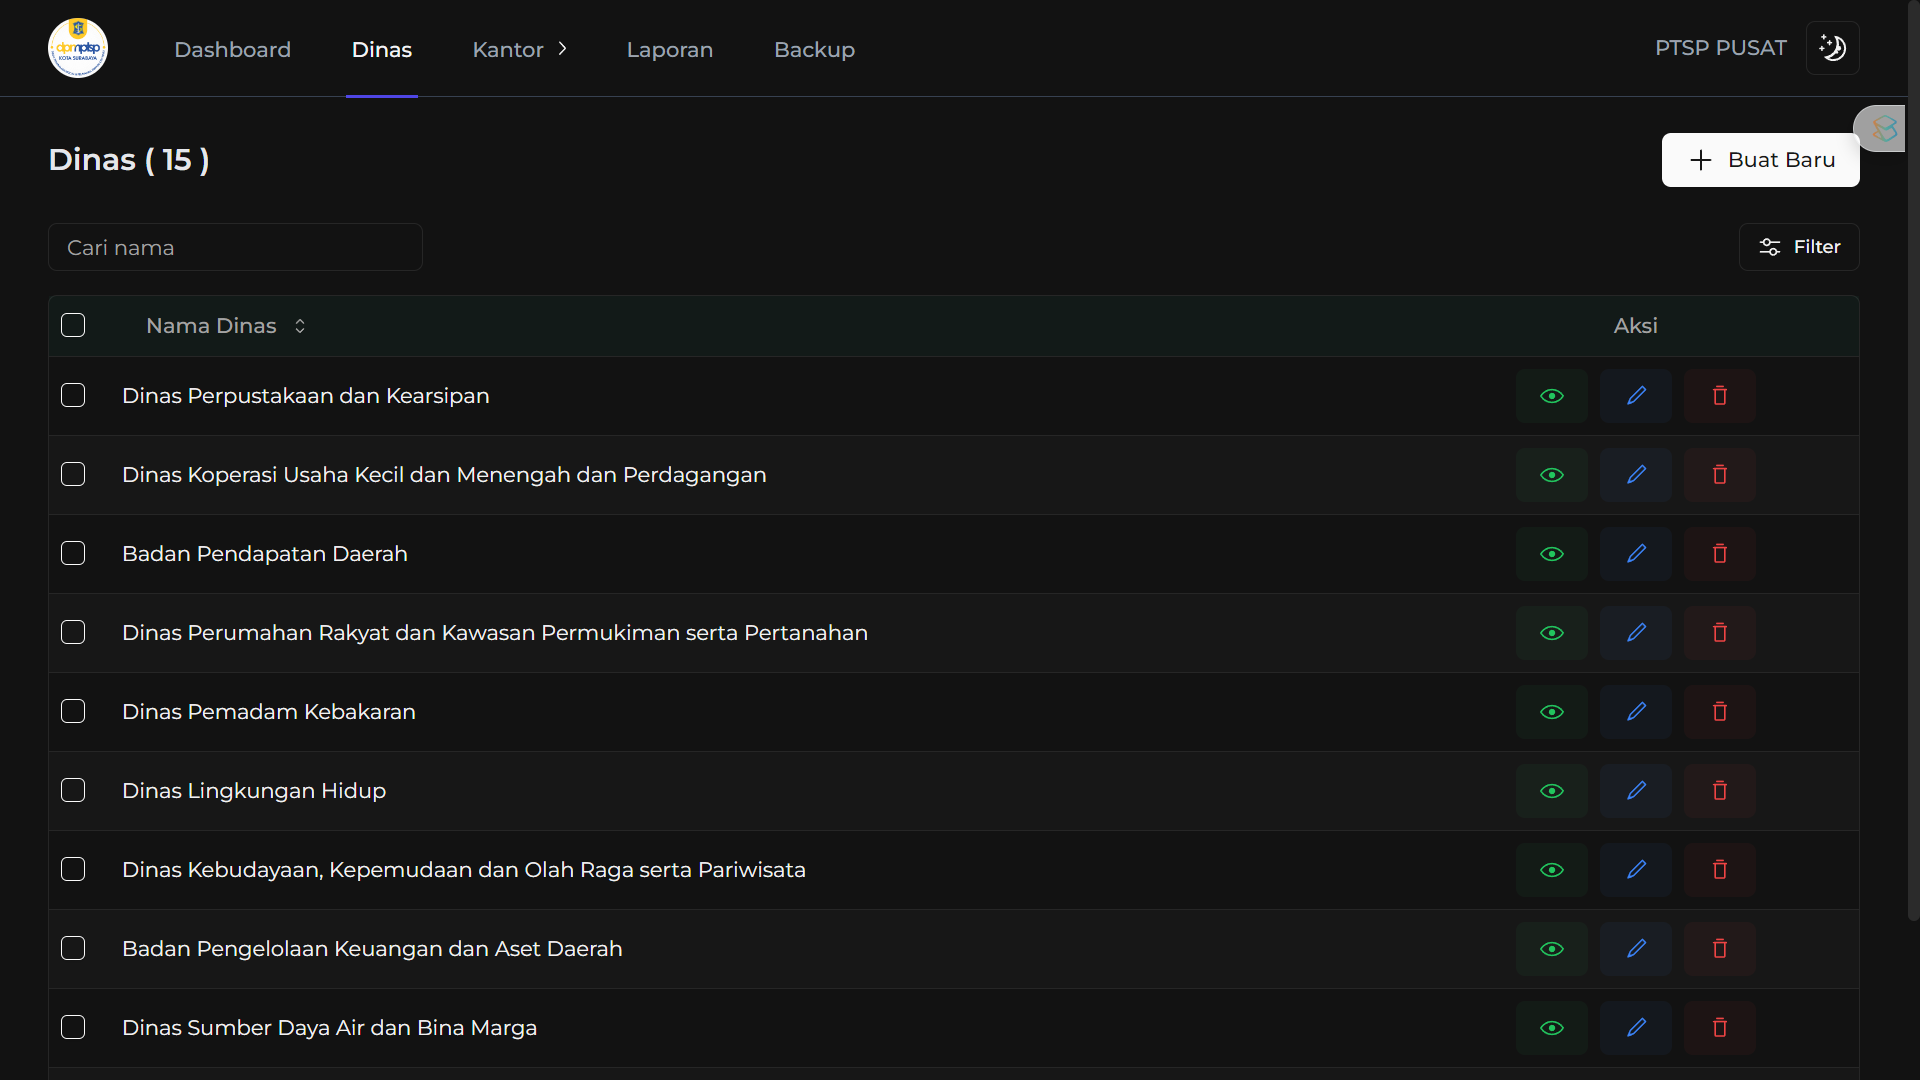 dpmptsp
KOTA SURABAYA
Dashboard
Dinas
Kantor
Laporan
Backup
PTSP PUSAT
Dinas ( 15 )
Buat Baru
Cari nama
Filter
Nama Dinas
Aksi
Dinas Perpustakaan dan Kearsipan
Dinas Koperasi Usaha Kecil dan Menengah dan Perdagangan
Badan Pendapatan Daerah
Dinas Perumahan Rakyat dan Kawasan Permukiman serta Pertanahan
Dinas Pemadam Kebakaran
Dinas Lingkungan Hidup
Dinas Kebudayaan, Kepemudaan dan Olah Raga serta Pariwisata
Badan Pengelolaan Keuangan dan Aset Daerah
Dinas Sumber Daya Air dan Bina Marga